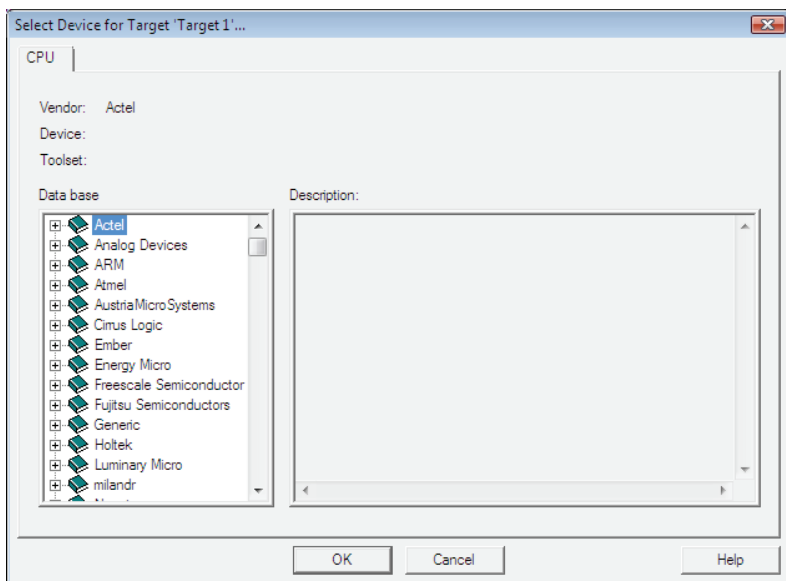 Select Device for Target 'Target 1'...
CPU
Vendor: Actel
Device:
Toolset:
Data base
Description:
Actel
Analog Devices
ARM
Atmel
AustriaMicroSystems
Cirrus Logic
Ember
Energy Micro
Freescale Semiconductor
Fujitsu Semiconductors
Generic
Holtek
Luminary Micro
milandr
OK
Cancel
Help